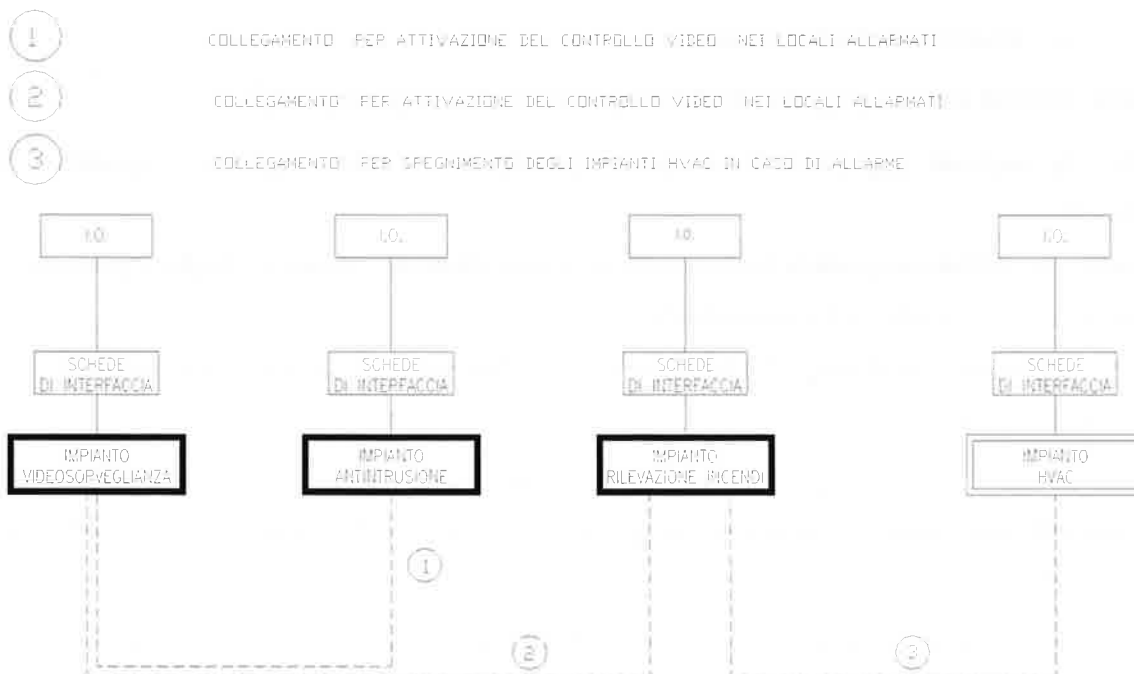 1
COLLEGAMENTO PER ATTIVAZIONE DEL CONTROLLO VIDEO NEI LOCALI ALLARMATI
2
COLLEGAMENTO PER ATTIVAZIONE DEL CONTROLLO VIDEO NEI LOCALI ALLARMATI
3
COLLEGAMENTO PER SPEGNIMENTO DEGLI IMPIANTI HVAC IN CASO DI ALLARME
SCHEDE
DI INTERFACCIA
SCHEDE
DI INTERFACCIA
SCHEDE
DI INTERFACCIA
SCHEDE
DI INTERFACCIA
IMPIANTO
VIDEOSORVEGLIANZA
IMPIANTO
ANTINTRUSIONE
IMPIANTO
RILEVAZIONE INCENDI
IMPIANTO
HVAC
1
2
3